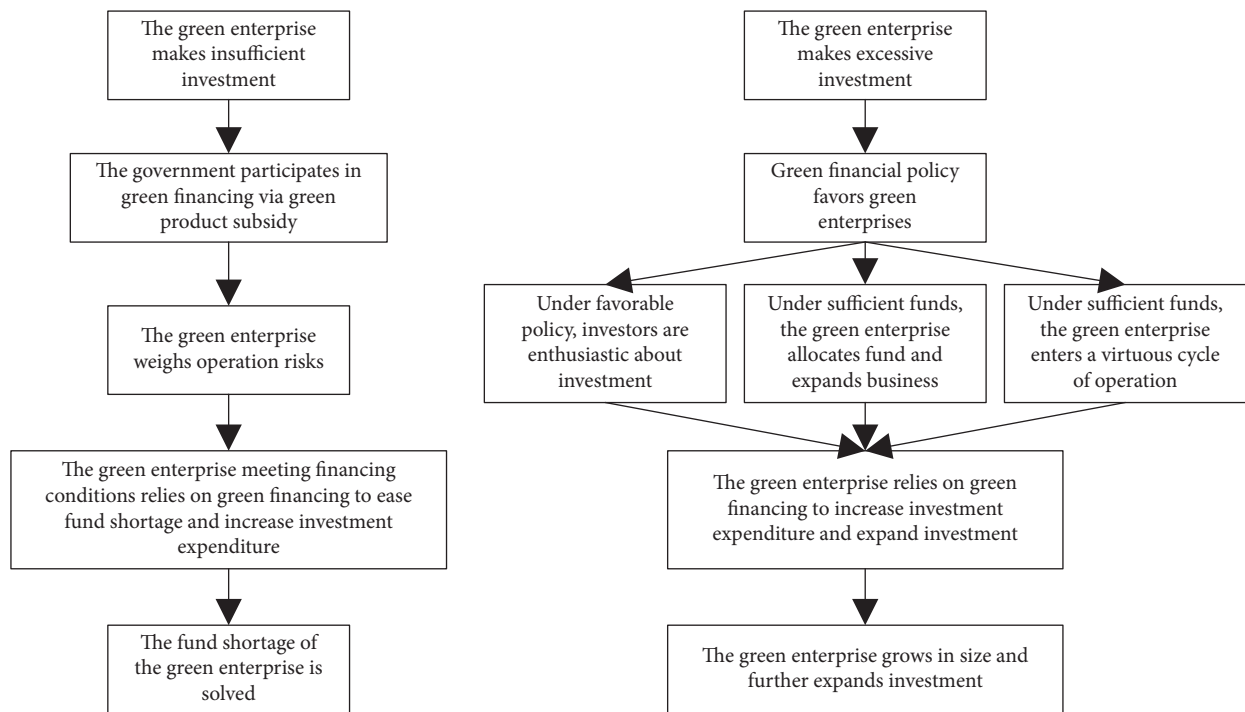 The green enterprise
makes insufficient
investment
The government participates in
green financing via green
product subsidy
The green enterprise
weighs operation risks
The green enterprise meeting financing
conditions relies on green financing to ease
fund shortage and increase investment
expenditure
The fund shortage of
the green enterprise is
solved
The green enterprise
makes excessive
investment
Green financial policy
favors green
enterprises
Under favorable
policy, investors are
enthusiastic about
investment
Under sufficient funds,
the green enterprise
allocates fund and
expands business
Under sufficient funds,
the green enterprise
enters a virtuous cycle
of operation
The green enterprise relies on green
financing to increase investment
expenditure and expand investment
The green enterprise grows in size and
further expands investment